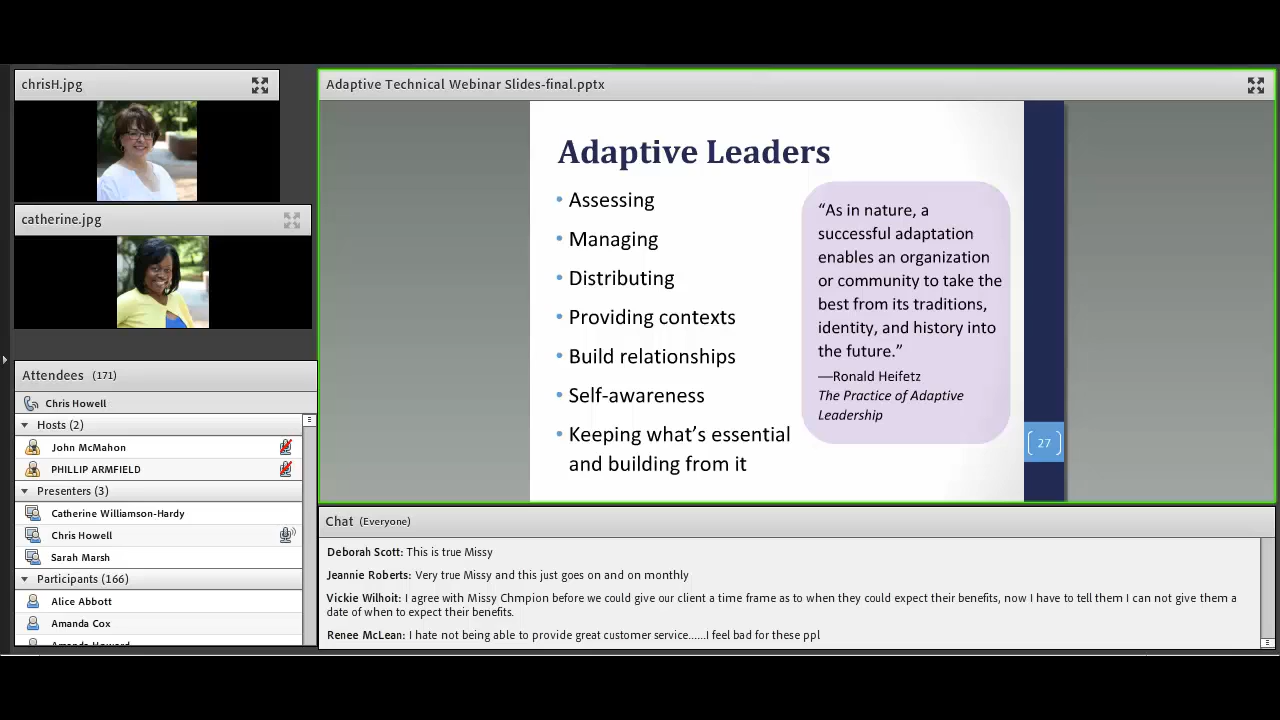 chrisH.jpg
catherine.jpg
Attendees (171)
Chris Howell
Hosts (2)
John McMahon
PHILLIP ARMFIELD
Presenters (3)
Catherine Williamson-Hardy
Chris Howell
Sarah Marsh
Participants (166)
Alice Abbott
Amanda Cox
Adaptive Technical Webinar Slides-final.pptx
Adaptive Leaders
• Assessing
• Managing
• Distributing
• Providing contexts
• Build relationships
• Self-awareness
• Keeping what's essential
and building from it
“As in nature, a
successful adaptation
enables an organization
or community to take the
best from its traditions,
identity, and history into
the future.”
—Ronald Heifetz
The Practice of Adaptive
Leadership
27
Chat (Everyone)
Deborah Scott: This is true Missy
Jeannie Roberts: Very true Missy and this just goes on and on monthly
Vickie Wilhoit: I agree with Missy Chmpion before we could give our client a time frame as to when they could expect their benefits, now I have to tell them I can not give them a
date of when to expect their benefits.
Renee McLean: I hate not being able to provide great customer service......I feel bad for these ppl